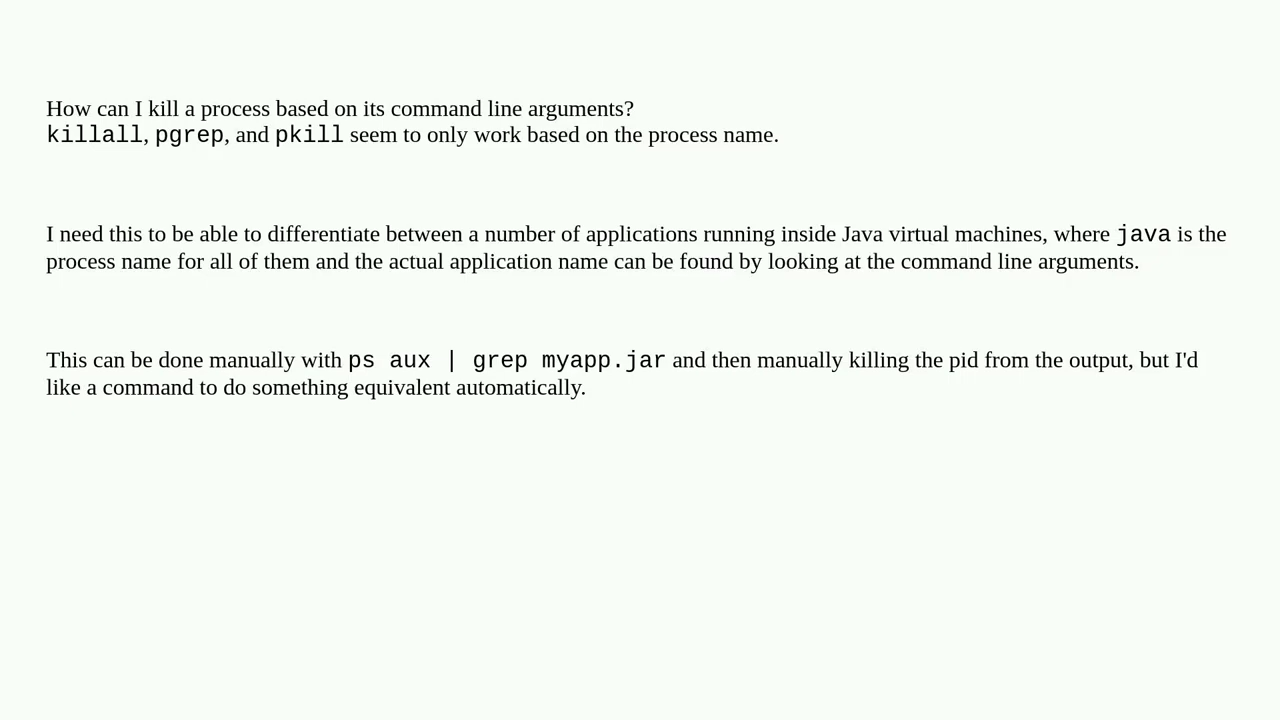 How can I kill a process based on its command line arguments?
killall, pgrep, and pkill seem to only work based on the process name.
I need this to be able to differentiate between a number of applications running inside Java virtual machines, where java is the
process name for all of them and the actual application name can be found by looking at the command line arguments.
This can be done manually with ps aux | grep myapp.jar and then manually killing the pid from the output, but I'd
like a command to do something equivalent automatically.